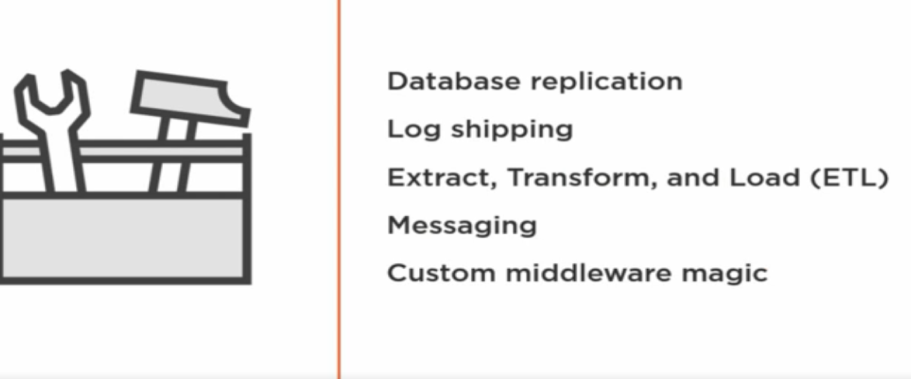 Database replication
Log shipping
Extract, Transform, and Load (ETL)
Messaging
Custom middleware magic